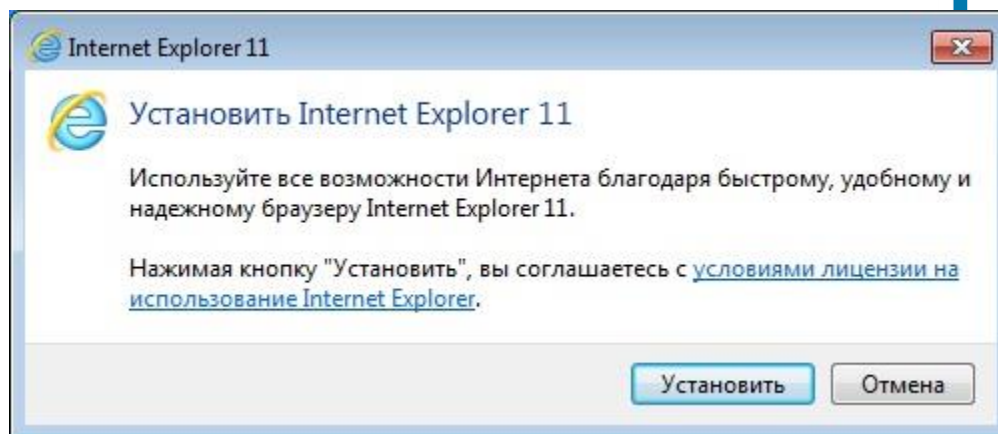 Internet Explorer 11
Установить Internet Explorer 11
Используйте все возможности Интернета благодаря быстрому, удобному и
надежному браузеру Internet Explorer 11.
Нажимая кнопку "Установить", вы соглашаетесь с условиями лицензии на
использование Internet Explorer.
Установить Отмена